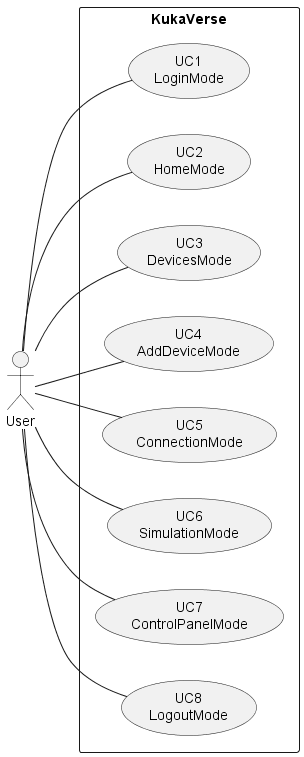 KukaVerse
UC1
LoginMode
UC2
HomeMode
UC3
DevicesMode
UC4
AddDeviceMode
User
UC5
ConnectionMode
UC6
SimulationMode
UC7
ControlPanelMode
UC8
LogoutMode